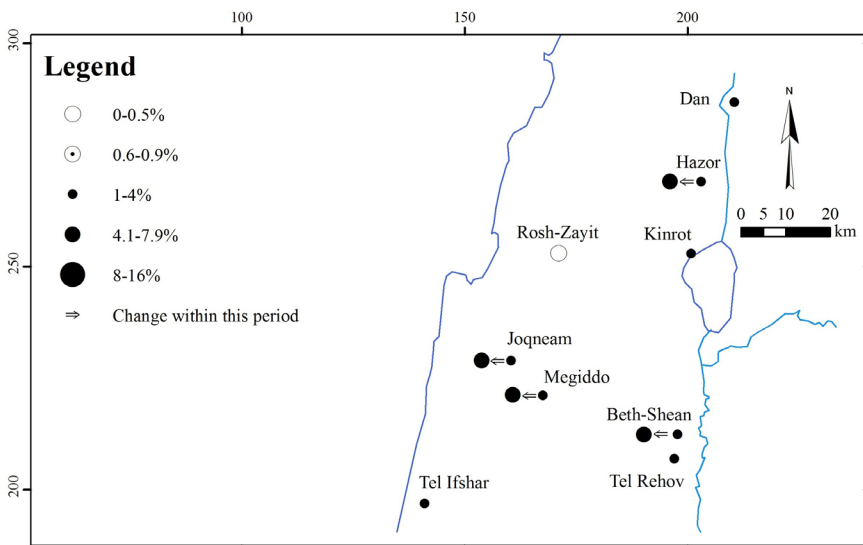 100 150 200
300
Legend
0-0.5%
0.6-0.9%
1-4%
4.1-7.9%
8-16%
⇒ Change within this period
N
Dan
Hazor
0 5 10 20
km
Rosh-Zayit
Kinrot
250
Joqneam
Megiddo
Beth-Shean
Tel Ifshar
Tel Rehov
200